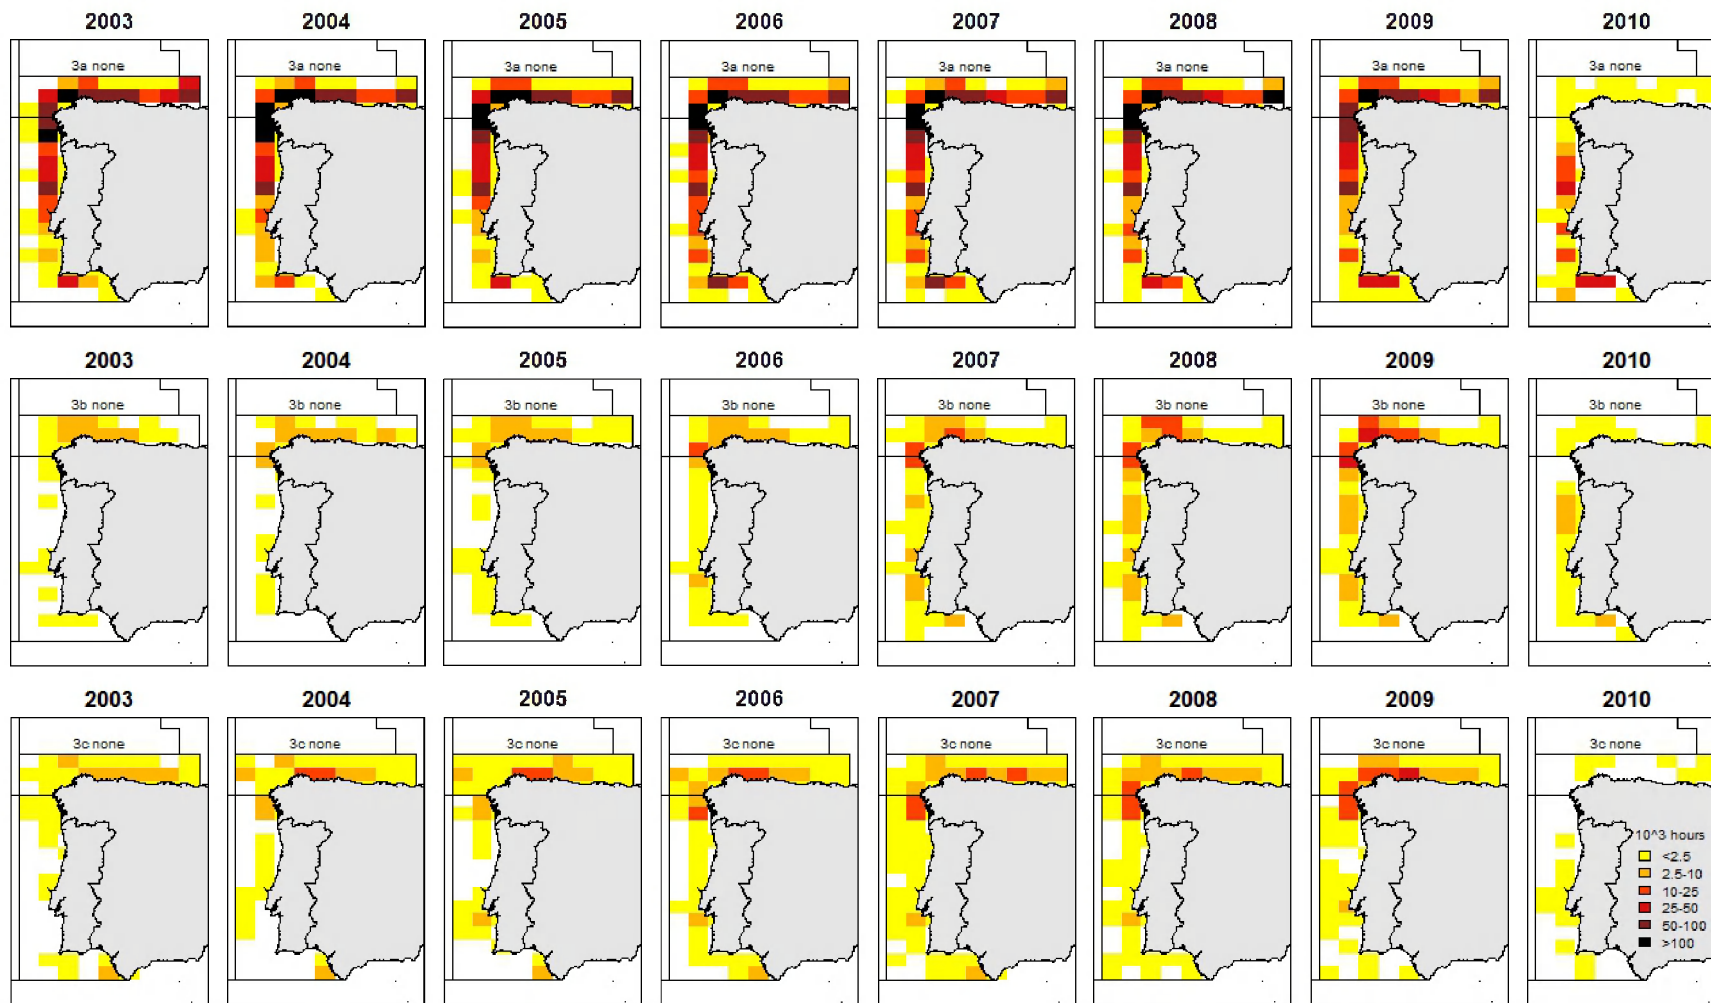 2003 2004 2005 2006 2007 2008 2009 2010
3a none 3a none 3a none 3a none 3a none 3a none 3a none 3a none
2003 2004 2005 2006 2007 2008 2009 2010
3b none 3b none 3b none 3b none 3b none 3b none 3b none 3b none
2003 2004 2005 2006 2007 2008 2009 2010
3c none 3c none 3c none 3c none 3c none 3c none 3c none 3c none
10^3 hours
<2.5
2.5-10
10-25
25-50
50-100
>100